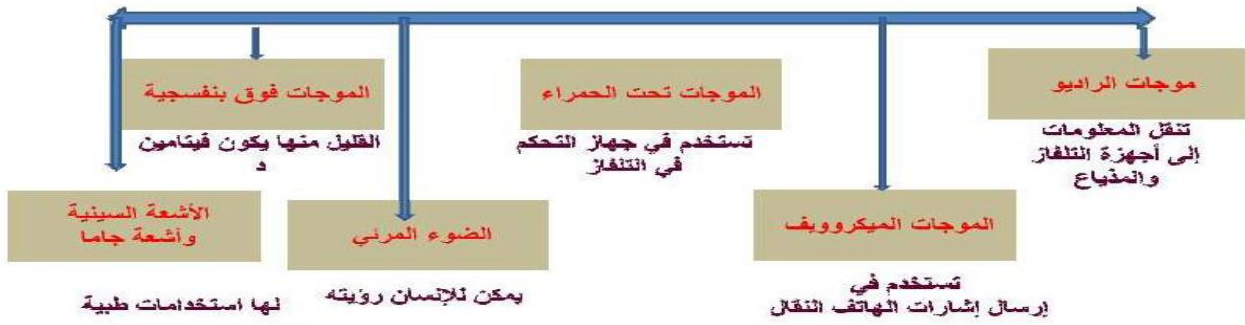 موجات الراديو
تنقل المعلومات
إلى أجهزة التلفاز
والمذياع
الموجات الميكروويف
تستخدم في
إرسال إشارات الهاتف النقال
الموجات تحت الحمراء
تستخدم في جهاز التحكم
في التلفاز
الضوء المرئي
يمكن للإنسان رؤيته
الموجات فوق بنفسجية
القليل منها يكون فيتامين
د
الأشعة السينية
وأشعة جاما
لها استخدامات طبية